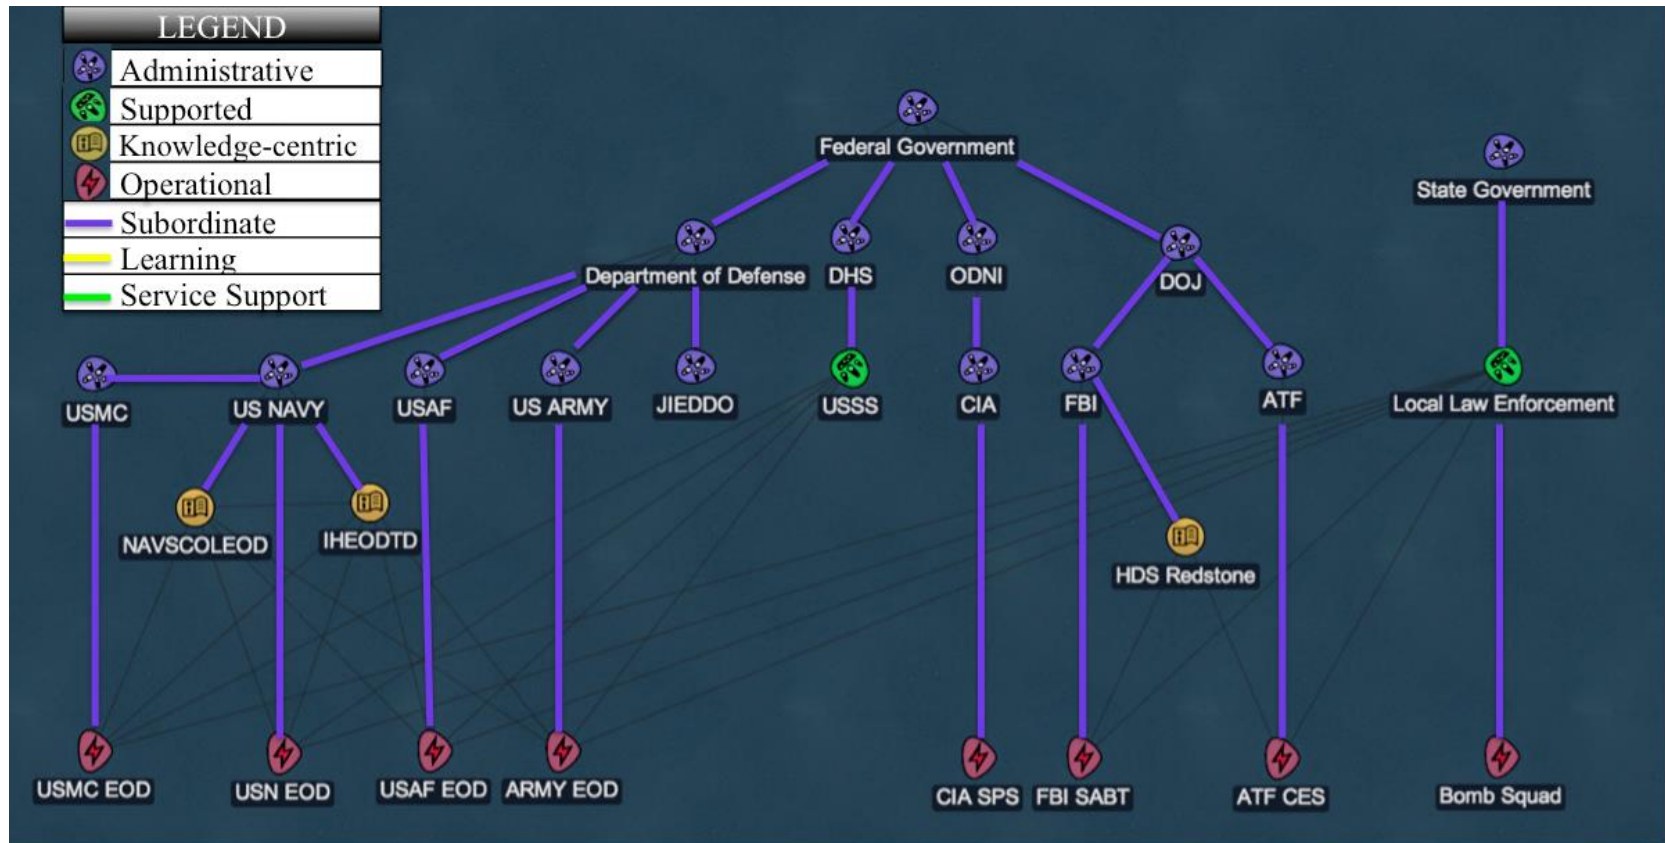 LEGEND
Administrative
Supported
Knowledge-centric
Operational
Subordinate
Learning
Service Support
Federal Government
State Government
Department of Defense
DHS
ODNI
DOJ
USMC
US NAVY
USAF
US ARMY
JIEDDO
USSS
CIA
FBI
ATF
Local Law Enforcement
NAVSCOLEOD
IHEODTD
HDS Redstone
USMC EOD
USN EOD
USAF EOD
ARMY EOD
CIA SPS
FBI SABT
ATF CES
Bomb Squad